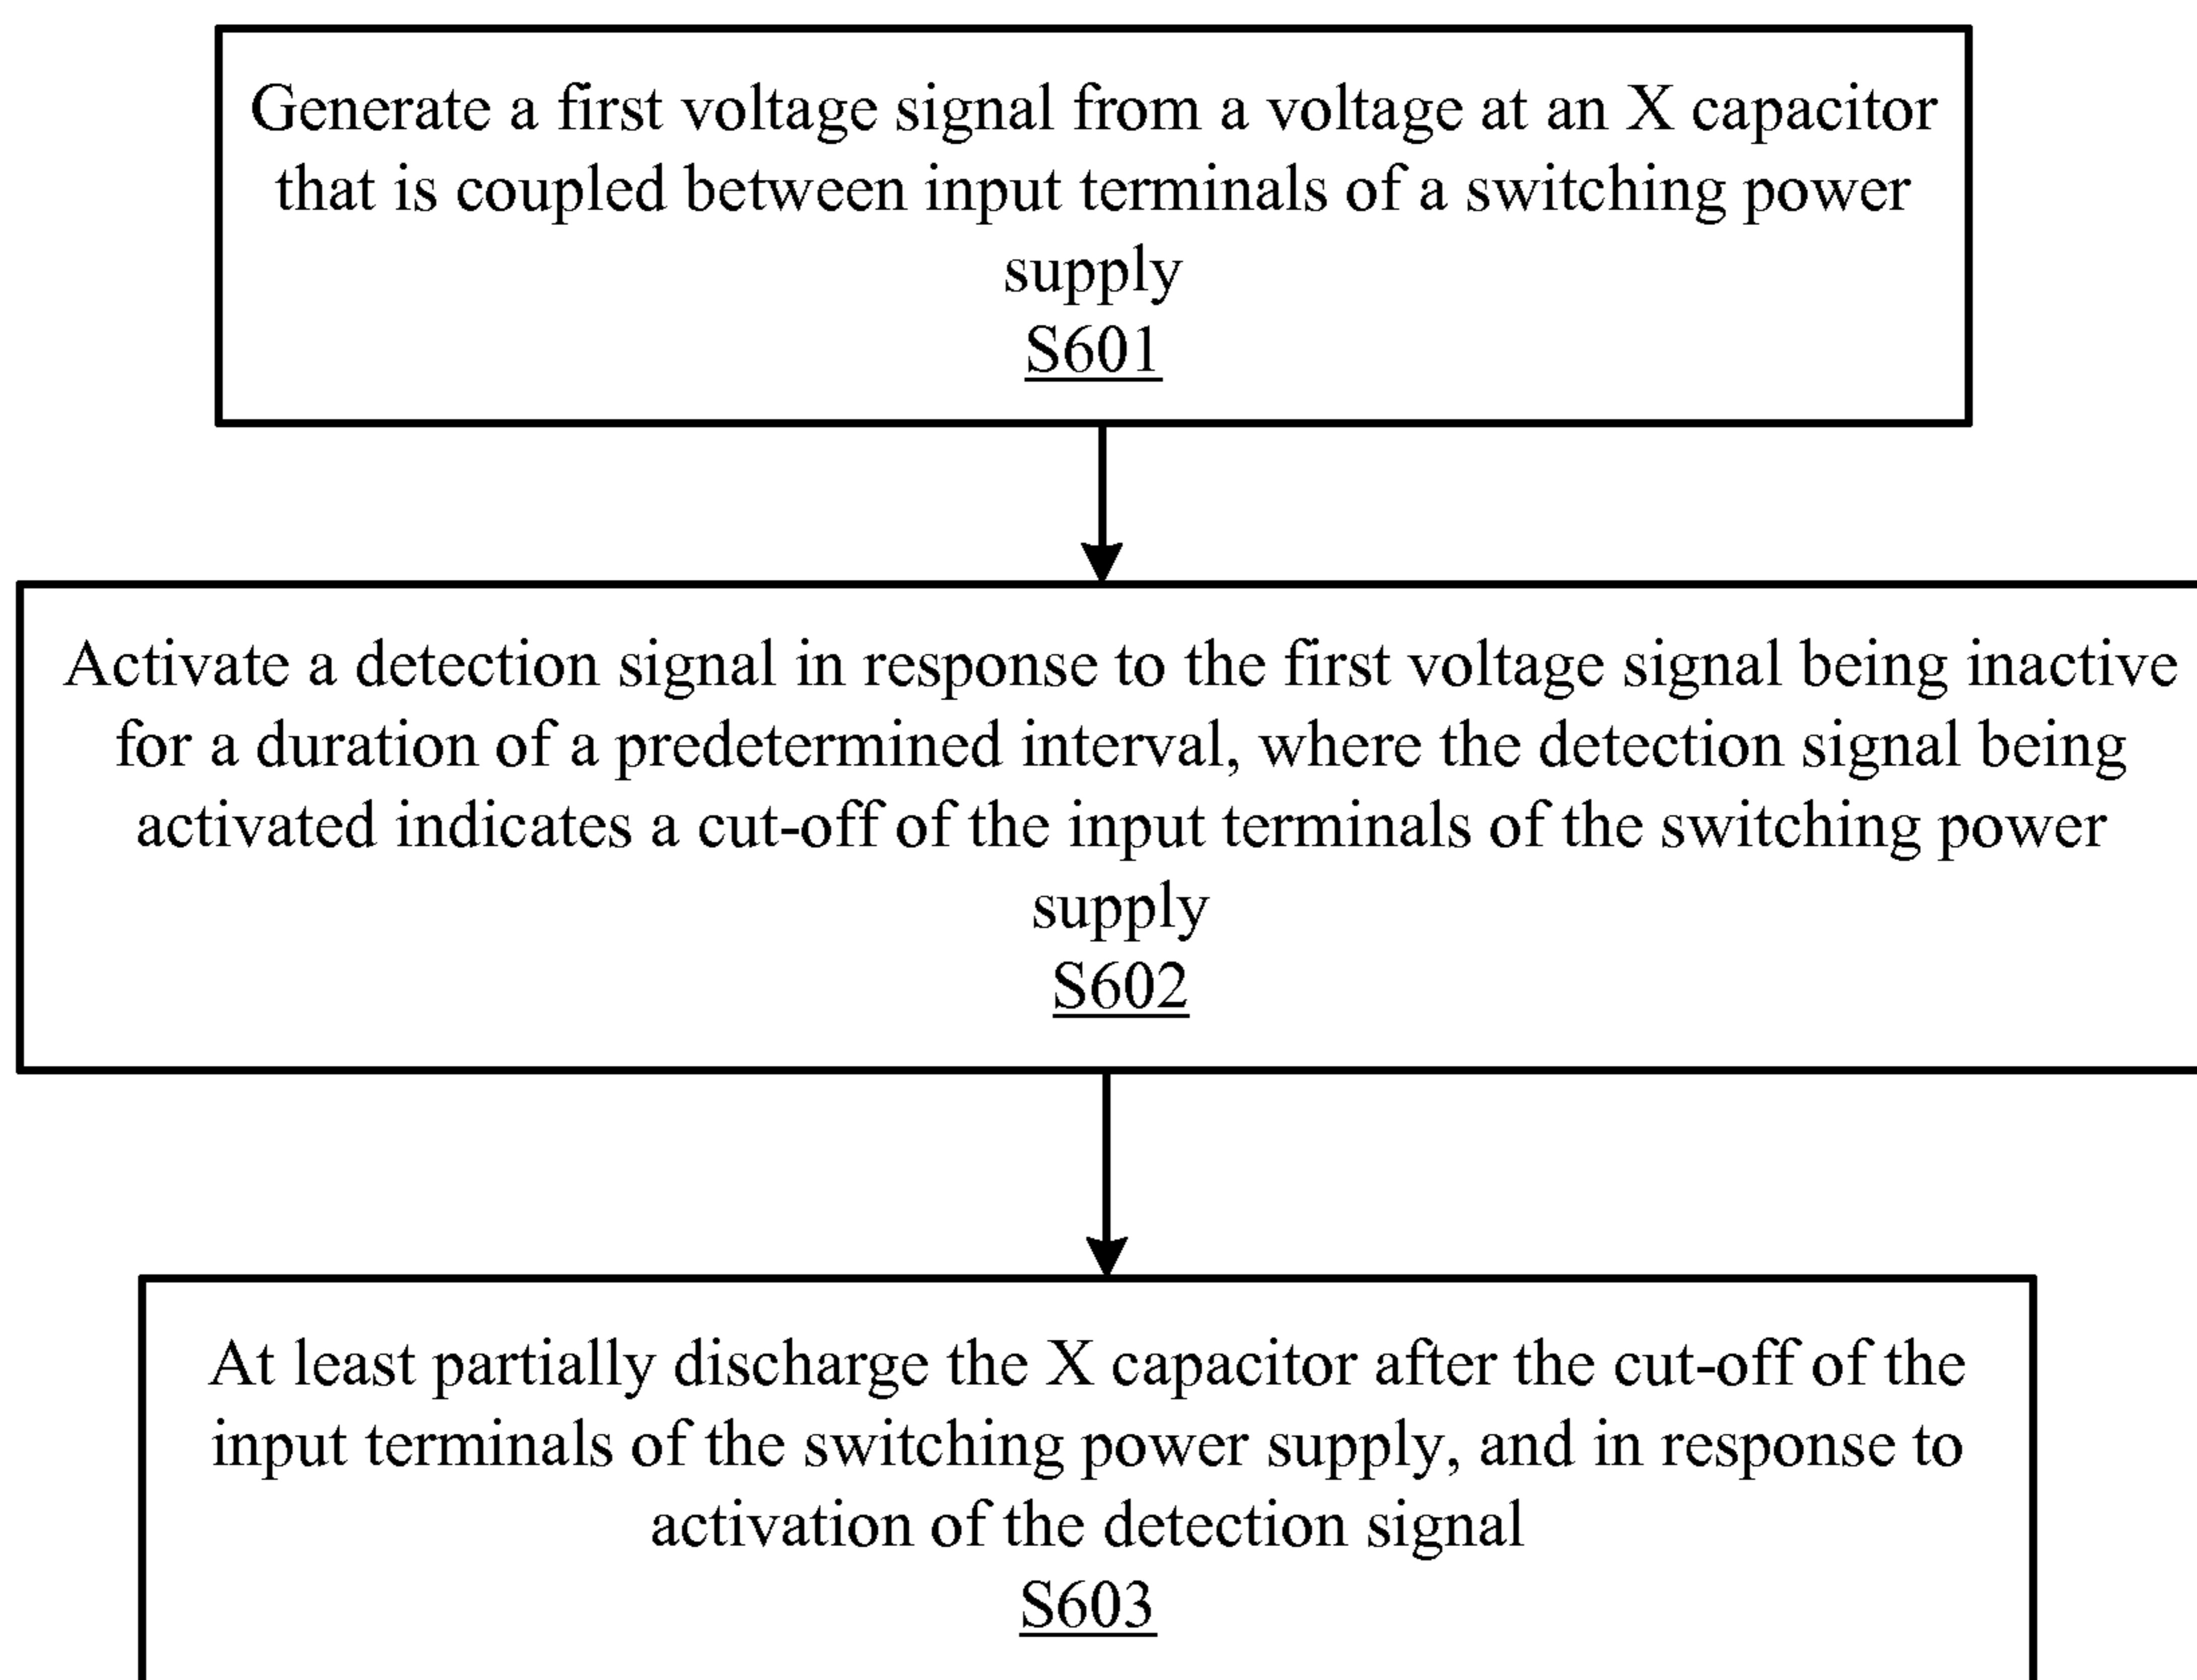 Generate a first voltage signal from a voltage at an X capacitor
that is coupled between input terminals of a switching power
supply
S601
Activate a detection signal in response to the first voltage signal being inactive
for a duration of a predetermined interval, where the detection signal being
activated indicates a cut-off of the input terminals of the switching power
supply
S602
At least partially discharge the X capacitor after the cut-off of the
input terminals of the switching power supply, and in response to
activation of the detection signal
S603